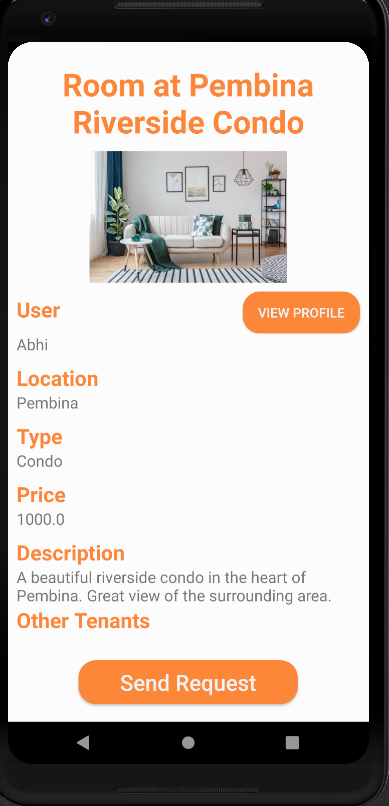 Room at Pembina
Riverside Condo
User
VIEW PROFILE
Abhi
Location
Pembina
Type
Condo
Price
1000.0
Description
A beautiful riverside condo in the heart of
Pembina. Great view of the surrounding area.
Other Tenants
Send Request